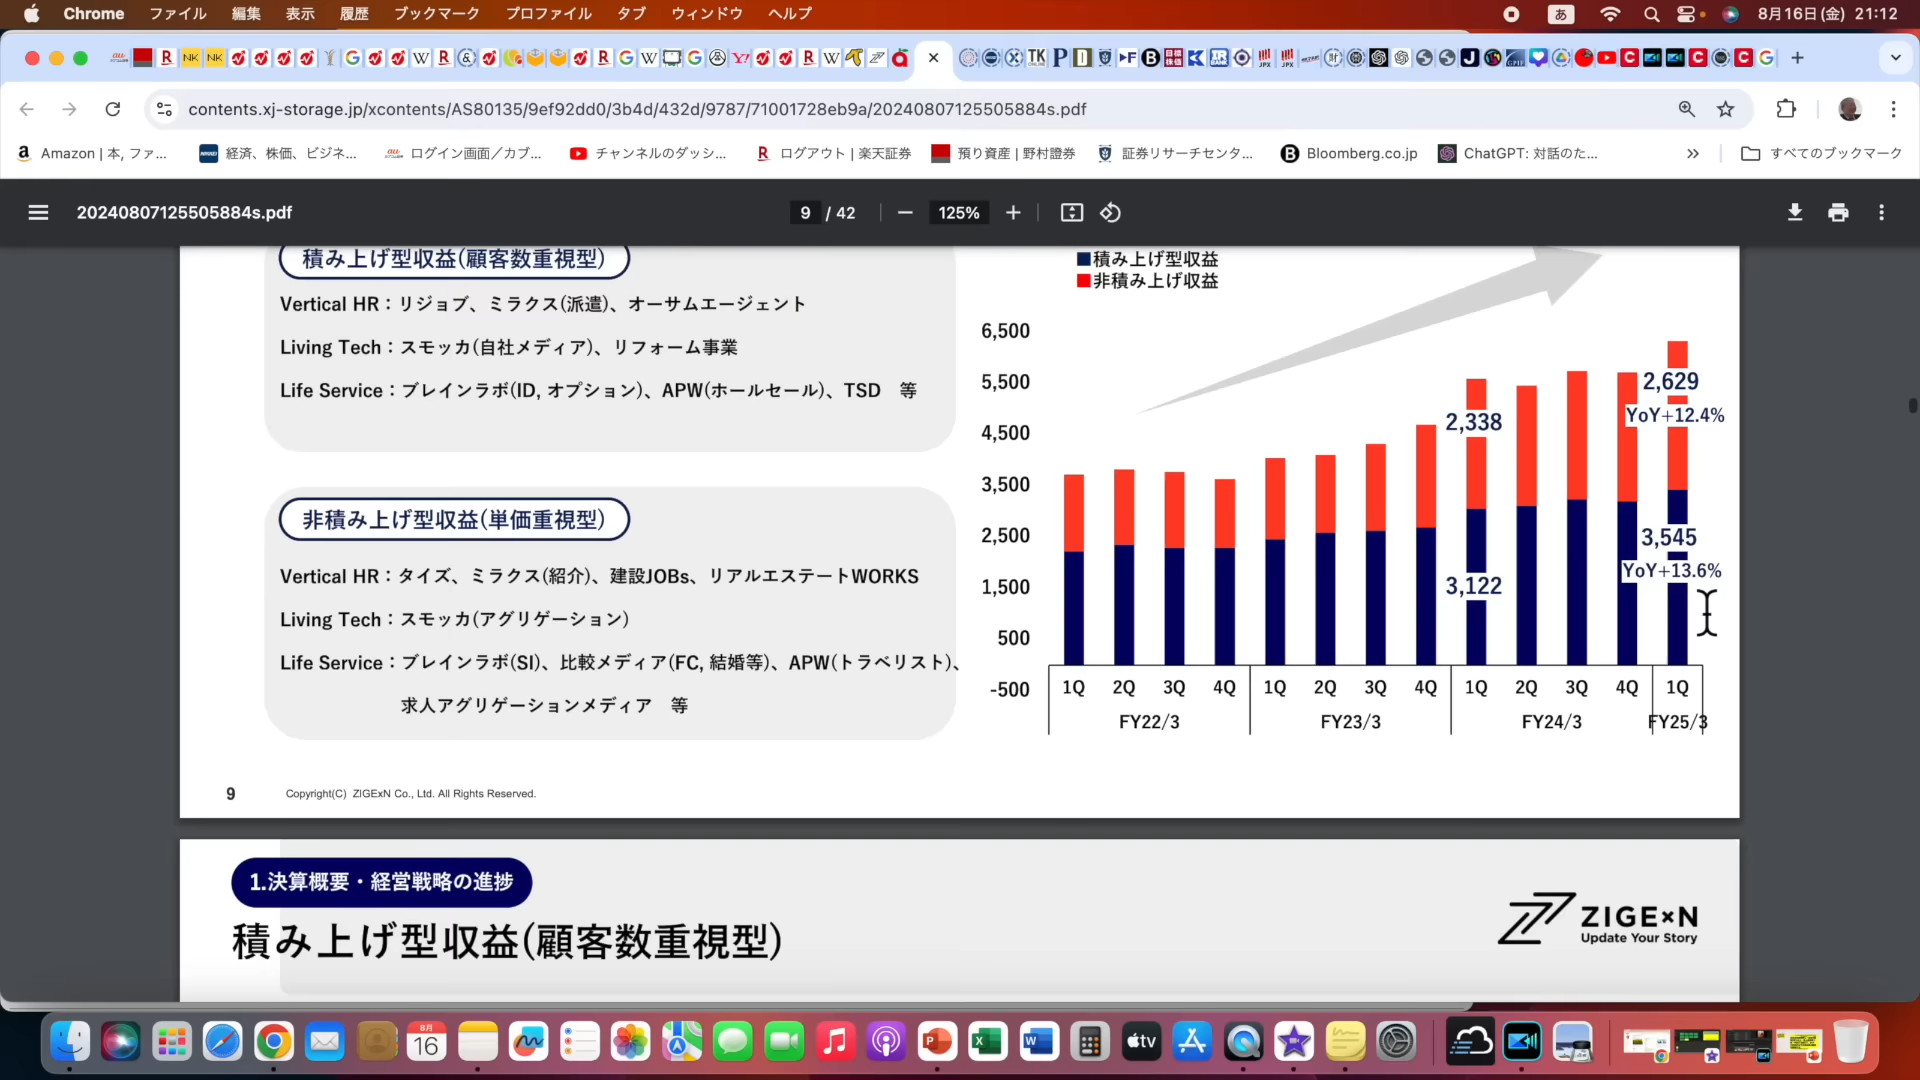 Chrome ファイル 編集 表示 履歴 ブックマーク プロファイル タブ ウィンドウ ヘルプ あ 8月16日(金) 21:12
contents.xj-storage.jp/xcontents/AS80135/9ef92dd0/3b4d/432d/9787/71001728eb9a/20240807125505884s.pdf
Amazon | 本, ファ... 経済、株価、ビジネ... ログイン画面／カブ... チャンネルのダッシ... ログアウト | 楽天証券 預り資産 | 野村證券 証券リサーチセンタ... Bloomberg.co.jp ChatGPT: 対話のた... すべてのブックマーク
20240807125505884s.pdf 9 / 42 125%
積み上げ型収益(顧客数重視型)
Vertical HR：リジョブ、ミラクス(派遣)、オーサムエージェント
Living Tech：スモッカ(自社メディア)、リフォーム事業
Life Service：ブレインラボ(ID, オプション)、APW(ホールセール)、TSD 等
非積み上げ型収益(単価重視型)
Vertical HR：タイズ、ミラクス(紹介)、建設JOBs、リアルエステートWORKS
Living Tech：スモッカ(アグリゲーション)
Life Service：ブレインラボ(SI)、比較メディア(FC, 結婚等)、APW(トラベリスト)、
求人アグリゲーションメディア 等
積み上げ型収益
非積み上げ収益
6,500
5,500
4,500
3,500
2,500
1,500
500
-500
2,338
3,122
2,629
YoY+12.4%
3,545
YoY+13.6%
1Q 2Q 3Q 4Q 1Q 2Q 3Q 4Q 1Q 2Q 3Q 4Q 1Q
FY22/3 FY23/3 FY24/3 FY25/3
9 Copyright(C) ZIGExN Co., Ltd. All Rights Reserved.
1.決算概要・経営戦略の進捗
積み上げ型収益(顧客数重視型)
ZIGExN
Update Your Story
8月
16
tv